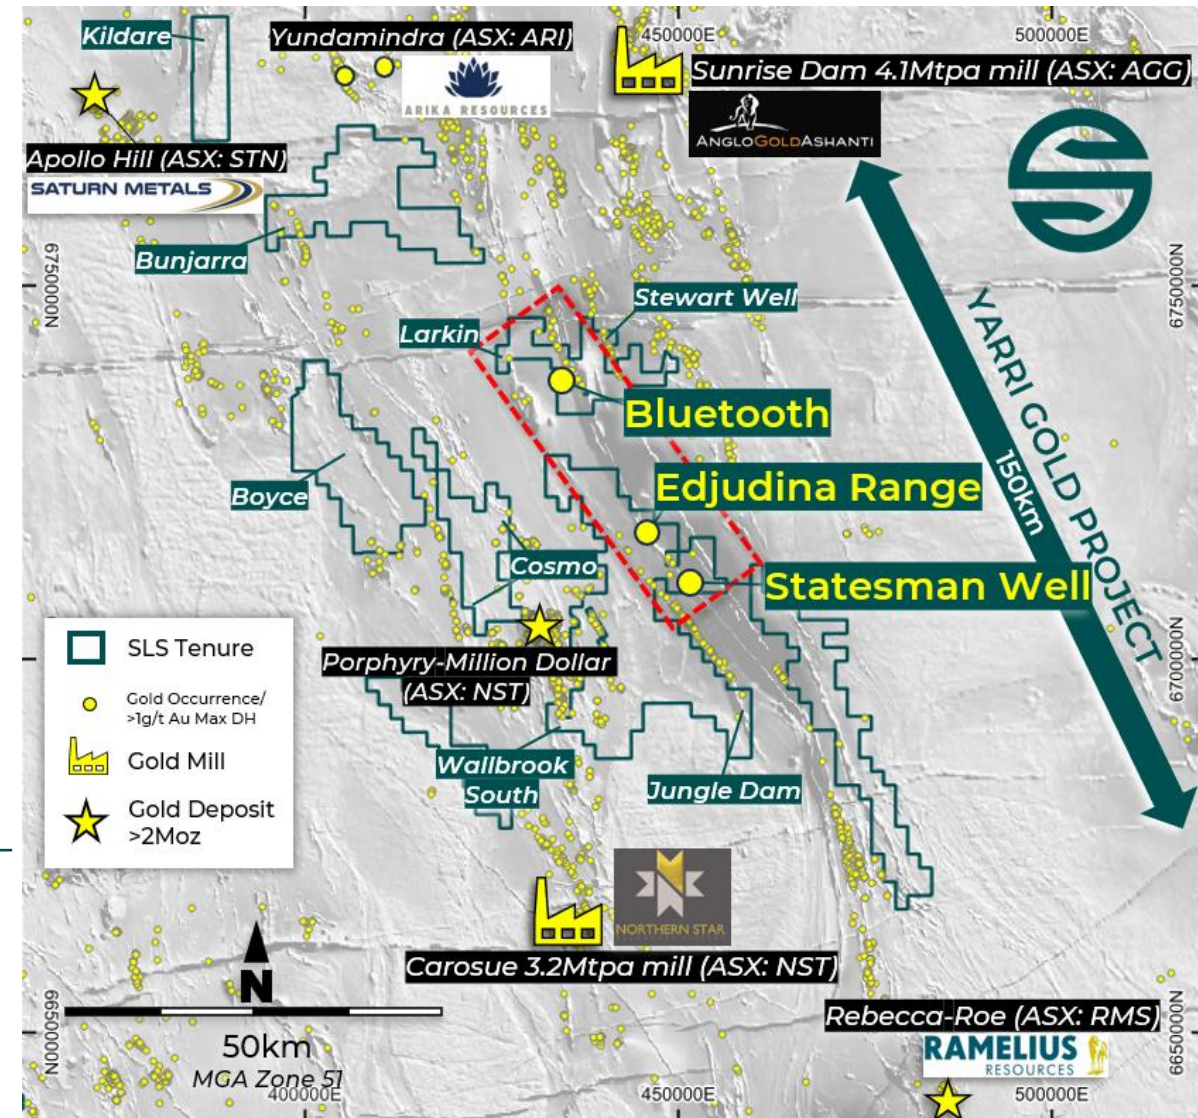 Kildare
Yundamindra (ASX: ARI)
450000E
500000E
Sunrise Dam 4.1Mtpa mill (ASX: AGG)
ARIKA RESOURCES
ANGLOGOLDASHANTI
Apollo Hill (ASX: STN)
SATURN METALS
Bunjarra
6750000N
6750000N
Stewart Well
Larkin
Bluetooth
YARRI GOLD PROJECT
150km
Boyce
Edjudina Range
Cosmo
Statesman Well
SLS Tenure
Gold Occurrence/
>1g/t Au Max DH
Gold Mill
Gold Deposit
>2Moz
Porphyry-Million Dollar
(ASX: NST)
6700000N
Wallbrook
South
Jungle Dam
NORTHERN STAR
Carosue 3.2Mtpa mill (ASX: NST)
N
50km
MGA Zone 51
6650000N
Rebecca-Roe (ASX: RMS)
RAMELIUS
RESOURCES
6650000N
400000E
450000E
500000E